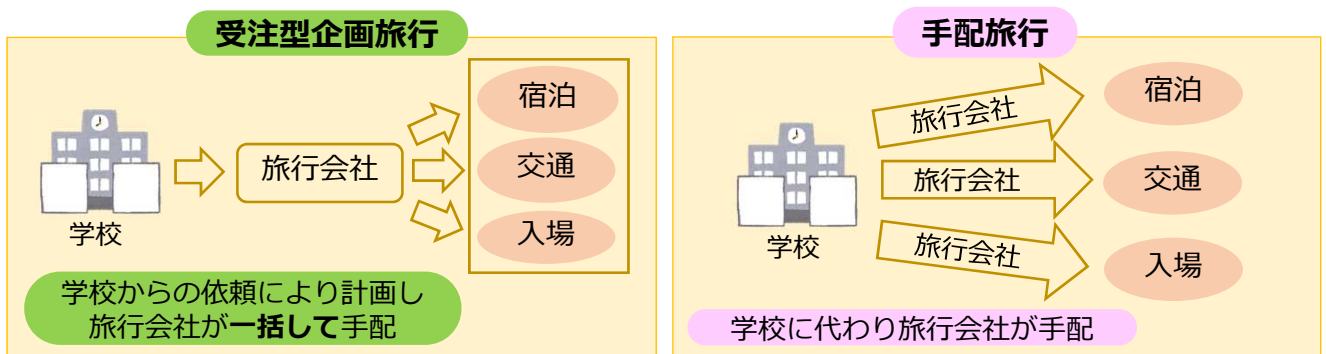 受注型企画旅行
学校
旅行会社
宿泊
交通
入場
学校からの依頼により計画し
旅行会社が一括して手配
手配旅行
学校
旅行会社
旅行会社
旅行会社
宿泊
交通
入場
学校に代わり旅行会社が手配